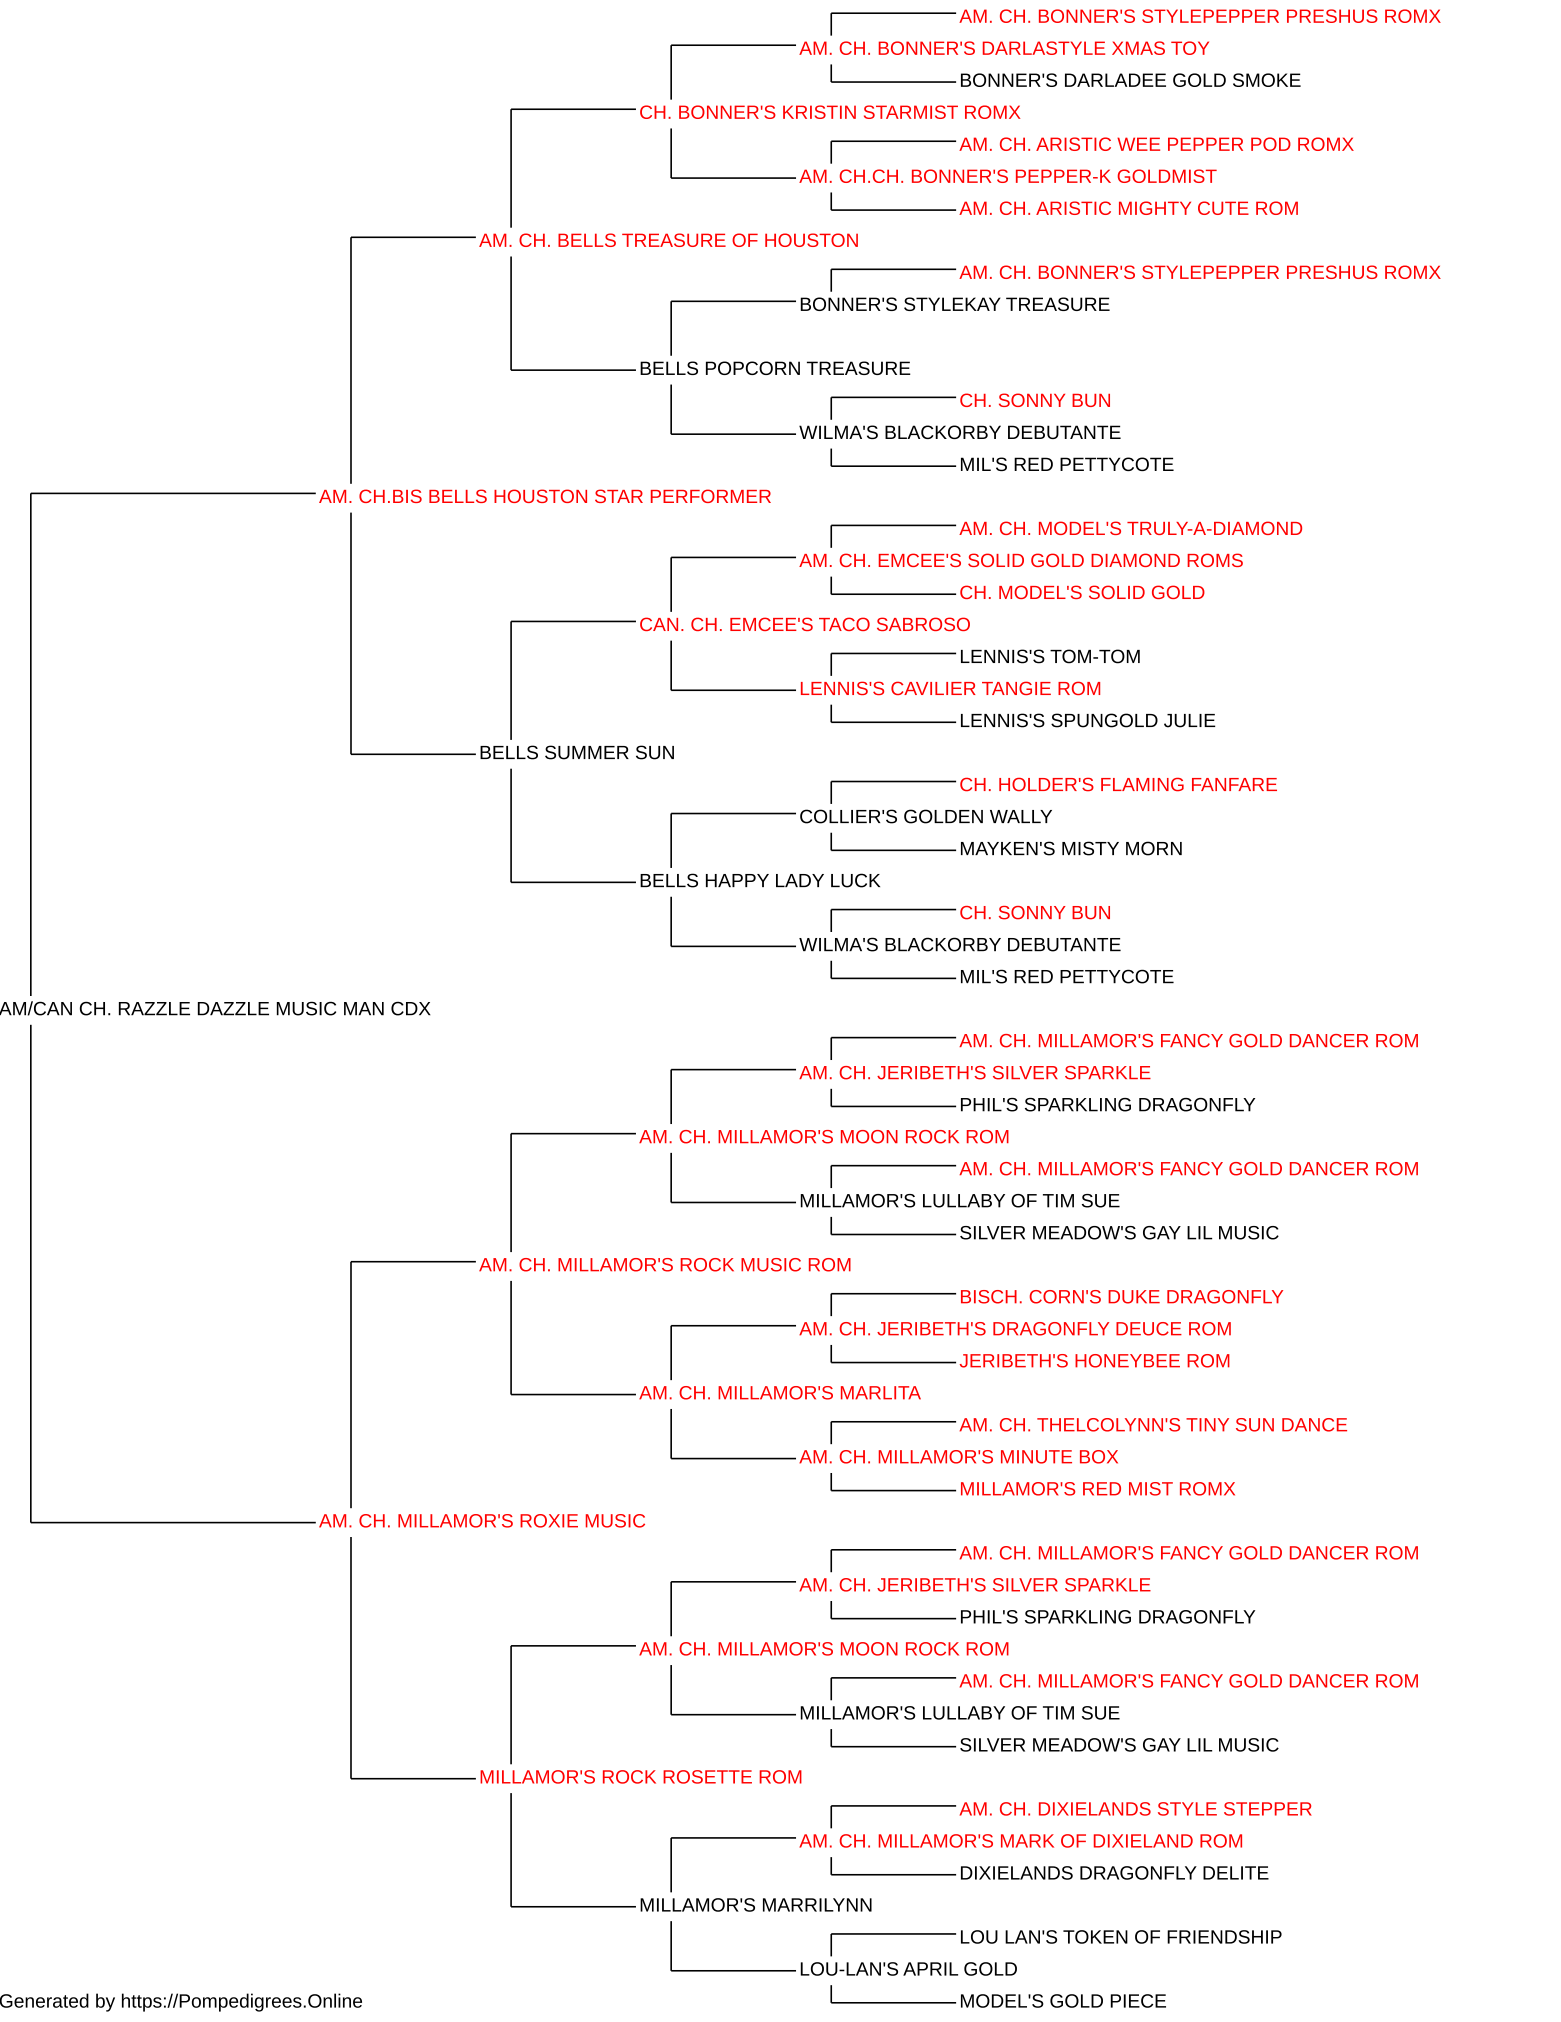 AM. CH. BONNER'S STYLEPEPPER PRESHUS ROMX
AM. CH. BONNER'S DARLASTYLE XMAS TOY
BONNER'S DARLADEE GOLD SMOKE
CH. BONNER'S KRISTIN STARMIST ROMX
AM. CH. ARISTIC WEE PEPPER POD ROMX
AM. CH.CH. BONNER'S PEPPER-K GOLDMIST
AM. CH. ARISTIC MIGHTY CUTE ROM
AM. CH. BELLS TREASURE OF HOUSTON
AM. CH. BONNER'S STYLEPEPPER PRESHUS ROMX
BONNER'S STYLEKAY TREASURE
BELLS POPCORN TREASURE
CH. SONNY BUN
WILMA'S BLACKORBY DEBUTANTE
MIL'S RED PETTYCOTE
AM. CH.BIS BELLS HOUSTON STAR PERFORMER
AM. CH. MODEL'S TRULY-A-DIAMOND
AM. CH. EMCEE'S SOLID GOLD DIAMOND ROMS
CH. MODEL'S SOLID GOLD
CAN. CH. EMCEE'S TACO SABROSO
LENNIS'S TOM-TOM
LENNIS'S CAVILIER TANGIE ROM
LENNIS'S SPUNGOLD JULIE
BELLS SUMMER SUN
CH. HOLDER'S FLAMING FANFARE
COLLIER'S GOLDEN WALLY
MAYKEN'S MISTY MORN
BELLS HAPPY LADY LUCK
CH. SONNY BUN
WILMA'S BLACKORBY DEBUTANTE
MIL'S RED PETTYCOTE
AM/CAN CH. RAZZLE DAZZLE MUSIC MAN CDX
AM. CH. MILLAMOR'S FANCY GOLD DANCER ROM
AM. CH. JERIBETH'S SILVER SPARKLE
PHIL'S SPARKLING DRAGONFLY
AM. CH. MILLAMOR'S MOON ROCK ROM
AM. CH. MILLAMOR'S FANCY GOLD DANCER ROM
MILLAMOR'S LULLABY OF TIM SUE
SILVER MEADOW'S GAY LIL MUSIC
AM. CH. MILLAMOR'S ROCK MUSIC ROM
BISCH. CORN'S DUKE DRAGONFLY
AM. CH. JERIBETH'S DRAGONFLY DEUCE ROM
JERIBETH'S HONEYBEE ROM
AM. CH. MILLAMOR'S MARLITA
AM. CH. THELCOLYNN'S TINY SUN DANCE
AM. CH. MILLAMOR'S MINUTE BOX
MILLAMOR'S RED MIST ROMX
AM. CH. MILLAMOR'S ROXIE MUSIC
AM. CH. MILLAMOR'S FANCY GOLD DANCER ROM
AM. CH. JERIBETH'S SILVER SPARKLE
PHIL'S SPARKLING DRAGONFLY
AM. CH. MILLAMOR'S MOON ROCK ROM
AM. CH. MILLAMOR'S FANCY GOLD DANCER ROM
MILLAMOR'S LULLABY OF TIM SUE
SILVER MEADOW'S GAY LIL MUSIC
MILLAMOR'S ROCK ROSETTE ROM
AM. CH. DIXIELANDS STYLE STEPPER
AM. CH. MILLAMOR'S MARK OF DIXIELAND ROM
DIXIELANDS DRAGONFLY DELITE
MILLAMOR'S MARRILYNN
LOU LAN'S TOKEN OF FRIENDSHIP
LOU-LAN'S APRIL GOLD
MODEL'S GOLD PIECE
Generated by https://Pompedigrees.Online